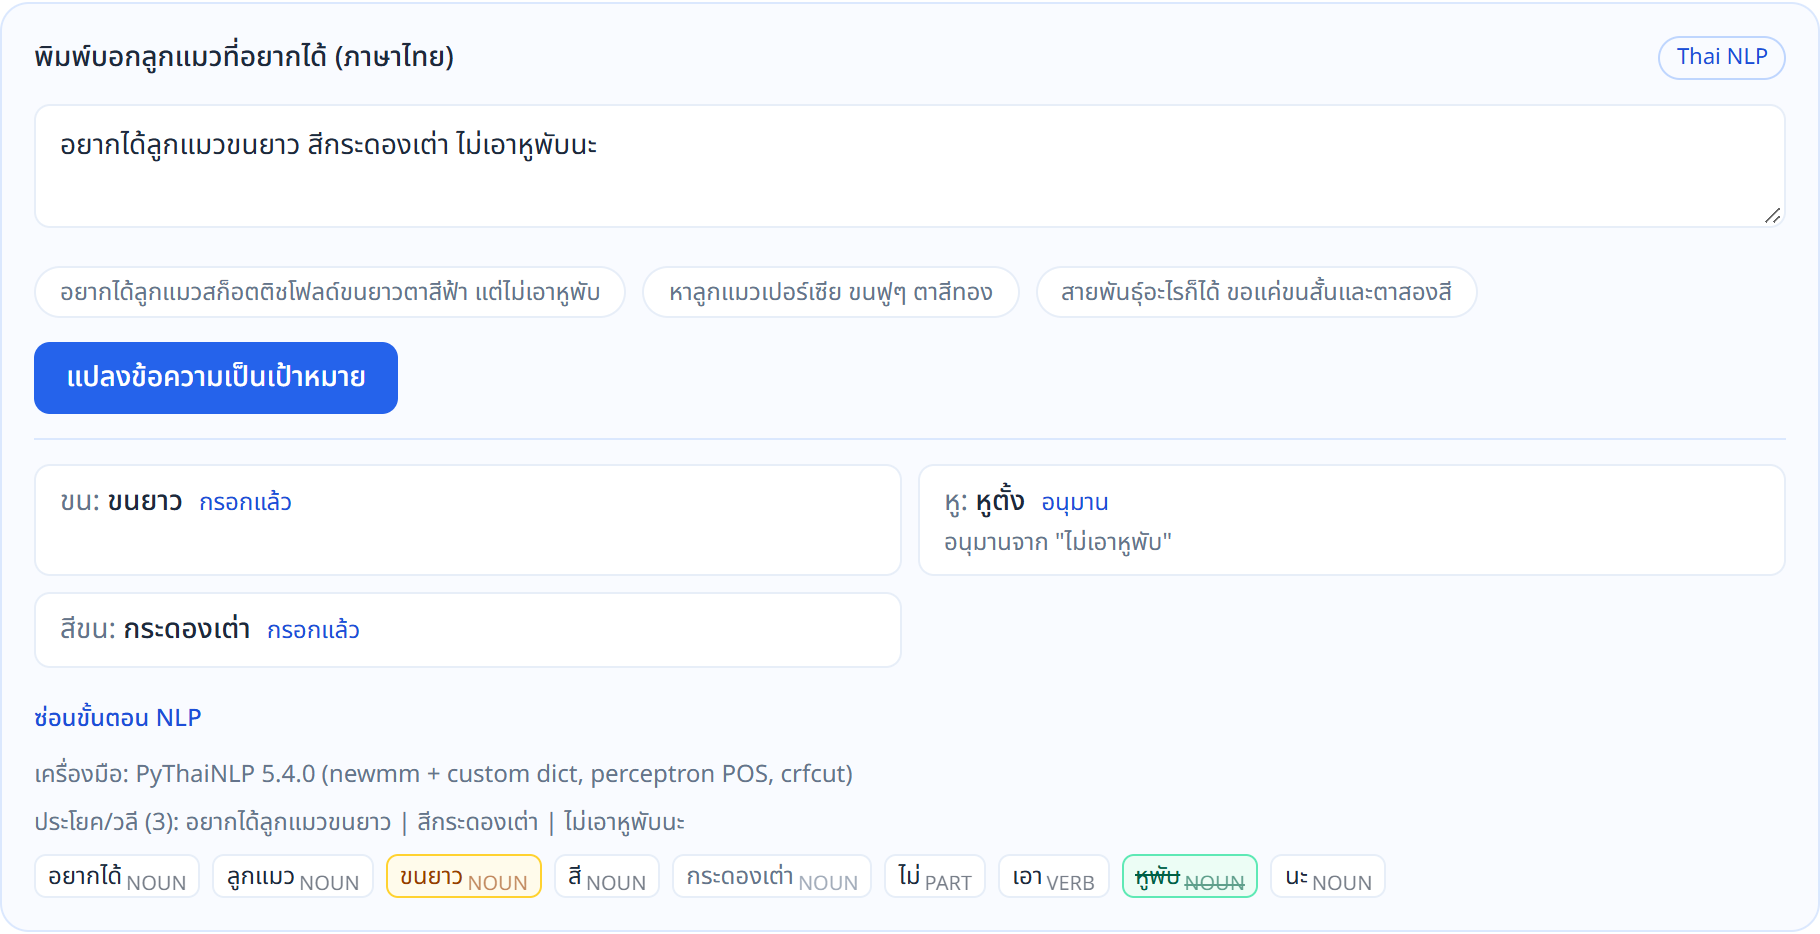 พิมพ์บอกลูกแมวที่อยากได้ (ภาษาไทย)
Thai NLP
อยากได้ลูกแมวขนยาว สีกระดองเต่า ไม่เอาหูพับนะ
อยากได้ลูกแมวสก็อตติชโฟลด์ขนยาวตาสีฟ้า แต่ไม่เอาหูพับ
หาลูกแมวเปอร์เซีย ขนฟูๆ ตาสีทอง
สายพันธุ์อะไรก็ได้ ขอแค่ขนสั้นและตาสองสี
แปลงข้อความเป็นเป้าหมาย
ขน: ขนยาว กรอกแล้ว
หู: หูตั้ง อนุมาน
อนุมานจาก "ไม่เอาหูพับ"
สีขน: กระดองเต่า กรอกแล้ว
ซ่อนขั้นตอน NLP
เครื่องมือ: PyThaiNLP 5.4.0 (newmm + custom dict, perceptron POS, crfcut)
ประโยค/วลี (3): อยากได้ลูกแมวขนยาว | สีกระดองเต่า | ไม่เอาหูพับนะ
อยากได้ NOUN ลูกแมว NOUN ขนยาว NOUN สี NOUN กระดองเต่า NOUN ไม่ PART เอา VERB หูพับ NOUN นะ NOUN